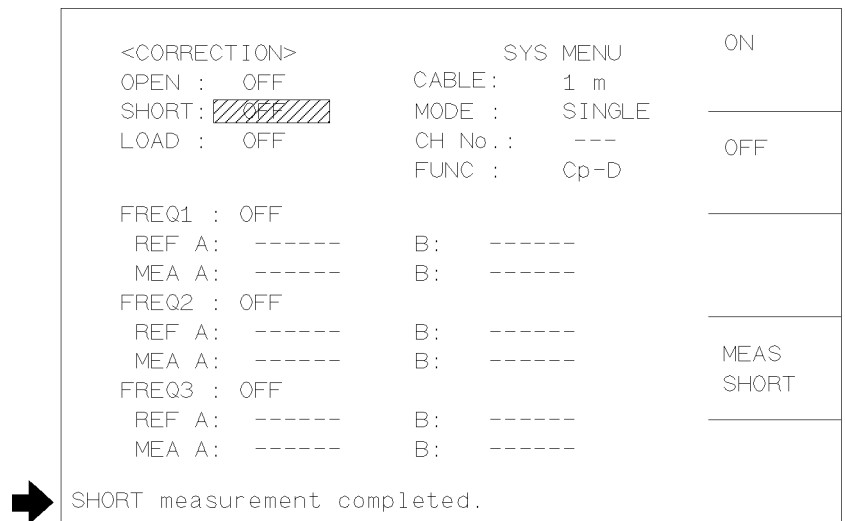 <CORRECTION> SYS MENU
OPEN : OFF CABLE: 1 m
SHORT: OFF MODE : SINGLE
LOAD : OFF CH No.: ---
FUNC : Cp-D
FREQ1 : OFF
REF A: ------ B: ------
MEA A: ------ B: ------
FREQ2 : OFF
REF A: ------ B: ------
MEA A: ------ B: ------
FREQ3 : OFF
REF A: ------ B: ------
MEA A: ------ B: ------
SHORT measurement completed.
ON
OFF
MEAS
SHORT